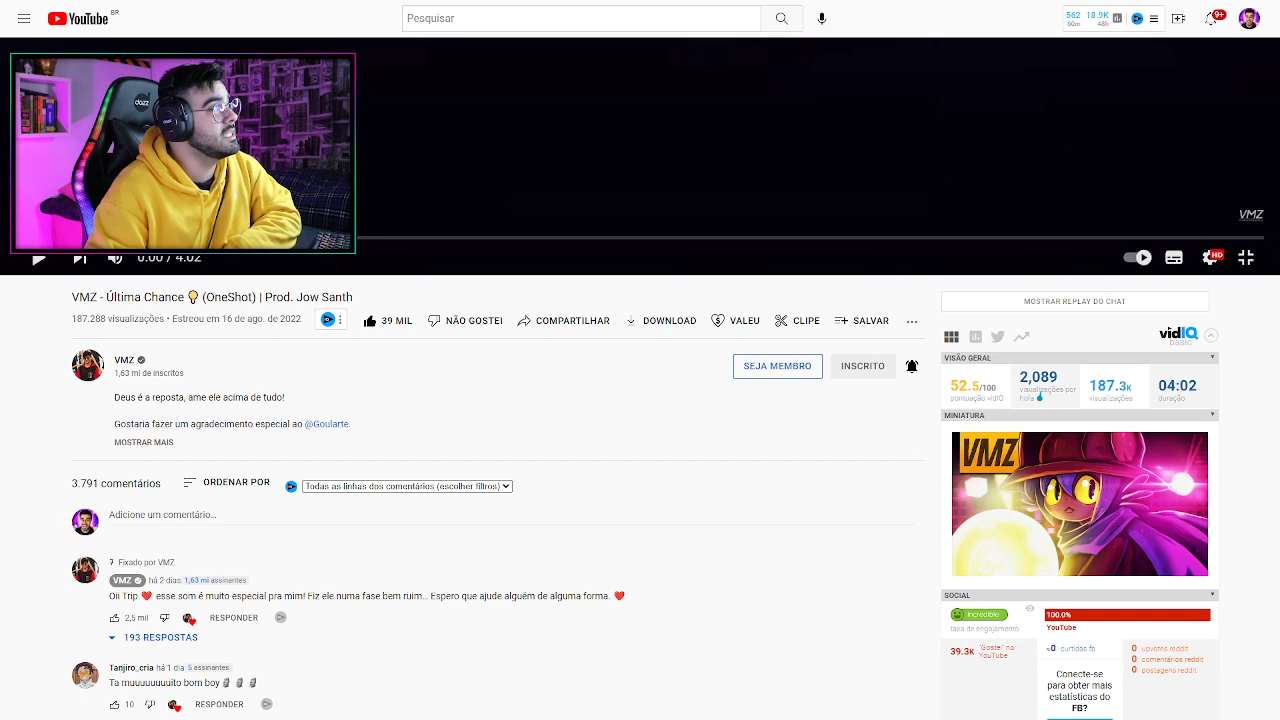 YouTube BR
Pesquisar
562 18.9K
60m 48h
9+
dazz
VMZ
0:00 / 4:02
HD
VMZ - Última Chance 💡 (OneShot) | Prod. Jow Santh
187.288 visualizações • Estreou em 16 de ago. de 2022
39 MIL NÃO GOSTEI COMPARTILHAR DOWNLOAD VALEU CLIPE SALVAR
VMZ
1,63 mi de inscritos
SEJA MEMBRO INSCRITO
Deus é a reposta, ame ele acima de tudo!
Gostaria fazer um agradecimento especial ao @Goularte.
MOSTRAR MAIS
3.791 comentários ORDENAR POR Todas as linhas dos comentários (escolher filtros)
Adicione um comentário...
Fixado por VMZ
VMZ há 2 dias 1,63 mi assinantes
Oii Trip ❤️ esse som é muito especial pra mim! Fiz ele numa fase bem ruim... Espero que ajude alguém de alguma forma. ❤️
2,5 mil RESPONDER
193 RESPOSTAS
Tanjiro_cria há 1 dia 5 assinantes
Ta muuuuuuuuito bom boy 🗿 🗿 🗿
10 RESPONDER
MOSTRAR REPLAY DO CHAT
vidIQ
basic
VISÃO GERAL
52.5/100
pontuação vidIQ
2,089
visualizações por hora
187.3K
visualizações
04:02
duração
MINIATURA
VMZ
SOCIAL
Incredible
taxa de engajamento
100.0%
YouTube
39.3K "Gostei" no YouTube
0 curtidas fb
Conecte-se
para obter mais
estatísticas do
FB?
0 upvotes reddit
0 comentários reddit
0 postagens reddit